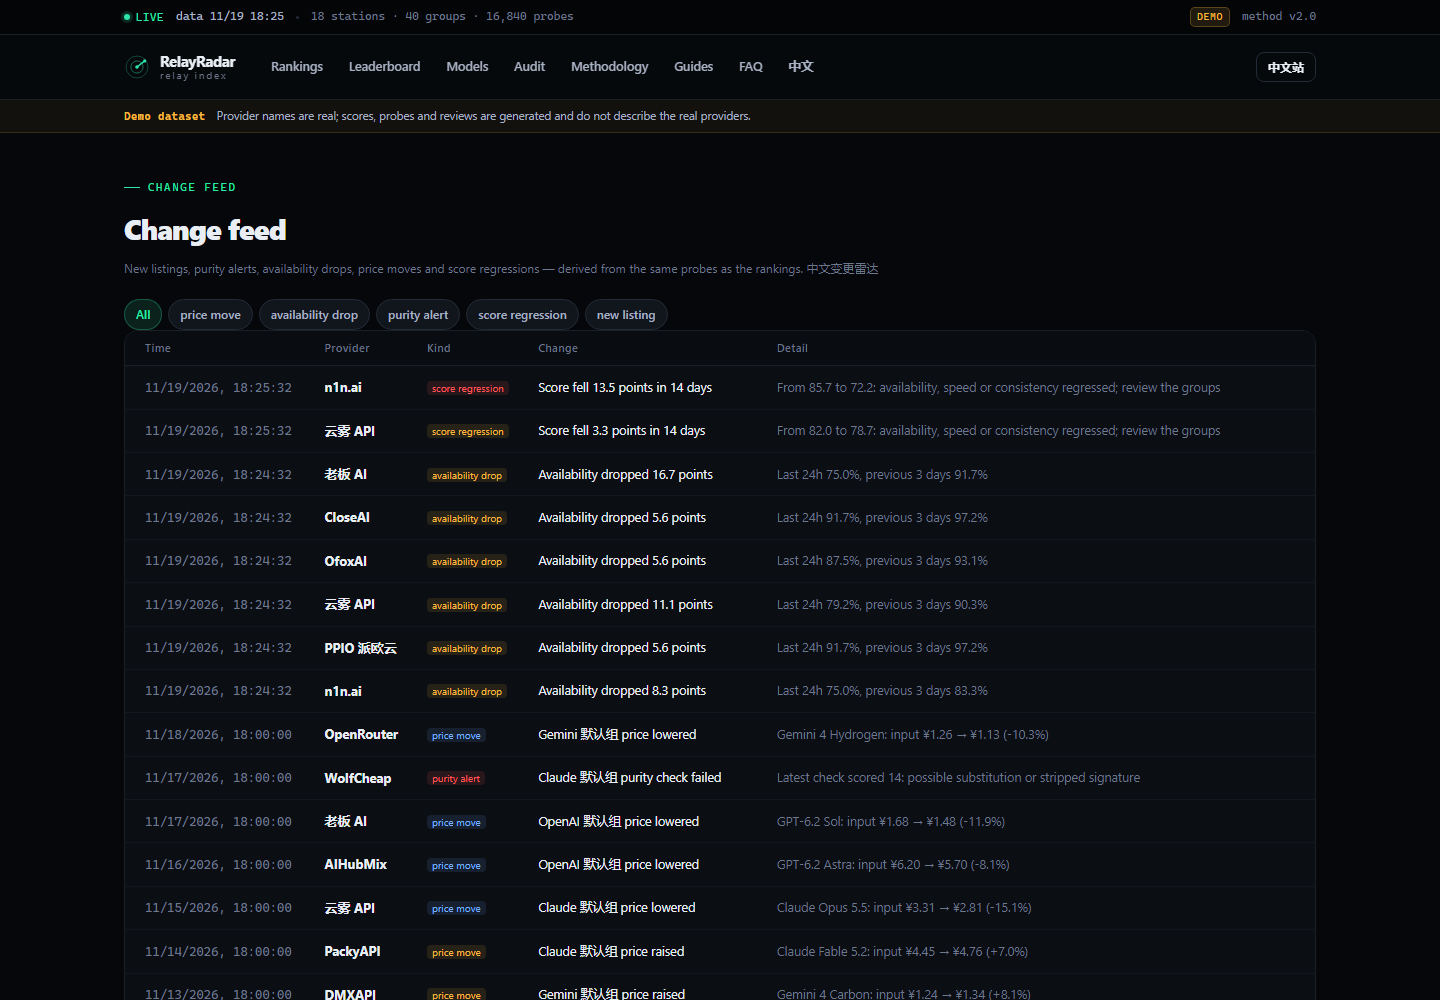 LIVE data 11/19 18:25 · 18 stations · 40 groups · 16,840 probes DEMO method v2.0
RelayRadar
relay index
Rankings Leaderboard Models Audit Methodology Guides FAQ 中文 中文站
Demo dataset Provider names are real; scores, probes and reviews are generated and do not describe the real providers.
— CHANGE FEED
Change feed
New listings, purity alerts, availability drops, price moves and score regressions — derived from the same probes as the rankings. 中文变更雷达
All price move availability drop purity alert score regression new listing
Time Provider Kind Change Detail
11/19/2026, 18:25:32 n1n.ai score regression Score fell 13.5 points in 14 days From 85.7 to 72.2: availability, speed or consistency regressed; review the groups
11/19/2026, 18:25:32 云雾 API score regression Score fell 3.3 points in 14 days From 82.0 to 78.7: availability, speed or consistency regressed; review the groups
11/19/2026, 18:24:32 老板 AI availability drop Availability dropped 16.7 points Last 24h 75.0%, previous 3 days 91.7%
11/19/2026, 18:24:32 CloseAI availability drop Availability dropped 5.6 points Last 24h 91.7%, previous 3 days 97.2%
11/19/2026, 18:24:32 OfoxAI availability drop Availability dropped 5.6 points Last 24h 87.5%, previous 3 days 93.1%
11/19/2026, 18:24:32 云雾 API availability drop Availability dropped 11.1 points Last 24h 79.2%, previous 3 days 90.3%
11/19/2026, 18:24:32 PPIO 派欧云 availability drop Availability dropped 5.6 points Last 24h 91.7%, previous 3 days 97.2%
11/19/2026, 18:24:32 n1n.ai availability drop Availability dropped 8.3 points Last 24h 75.0%, previous 3 days 83.3%
11/18/2026, 18:00:00 OpenRouter price move Gemini 默认组 price lowered Gemini 4 Hydrogen: input ¥1.26 → ¥1.13 (-10.3%)
11/17/2026, 18:00:00 WolfCheap purity alert Claude 默认组 purity check failed Latest check scored 14: possible substitution or stripped signature
11/17/2026, 18:00:00 老板 AI price move OpenAI 默认组 price lowered GPT-6.2 Sol: input ¥1.68 → ¥1.48 (-11.9%)
11/16/2026, 18:00:00 AIHubMix price move OpenAI 默认组 price lowered GPT-6.2 Astra: input ¥6.20 → ¥5.70 (-8.1%)
11/15/2026, 18:00:00 云雾 API price move Claude 默认组 price lowered Claude Opus 5.5: input ¥3.31 → ¥2.81 (-15.1%)
11/14/2026, 18:00:00 PackyAPI price move Claude 默认组 price raised Claude Fable 5.2: input ¥4.45 → ¥4.76 (+7.0%)
11/13/2026, 18:00:00 DMXAPI price move Gemini 默认组 price raised Gemini 4 Carbon: input ¥1.24 → ¥1.34 (+8.1%)